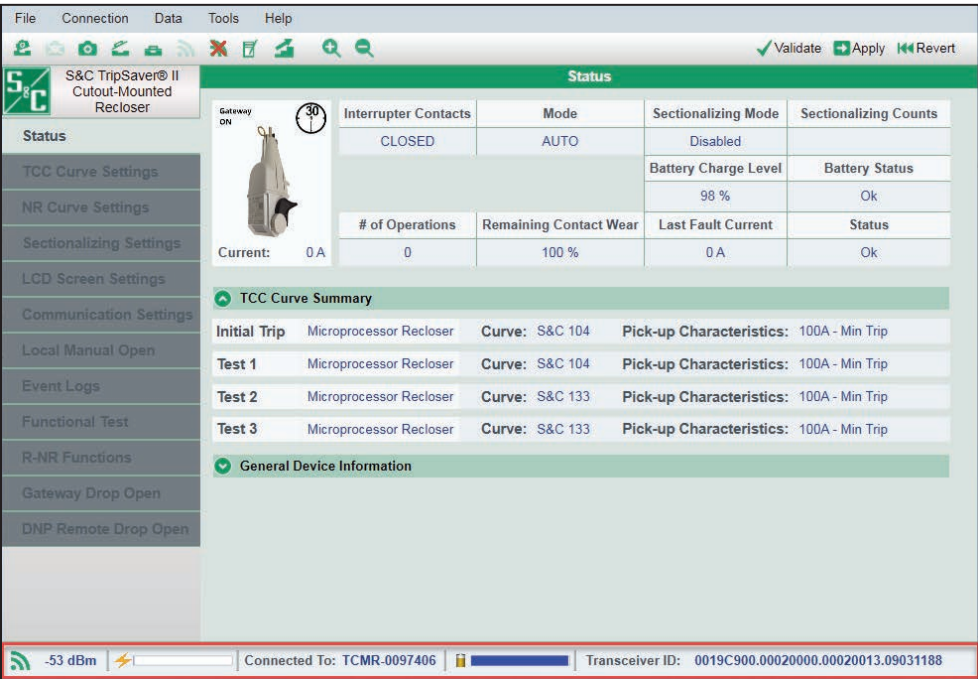 File Connection Data Tools Help
Validate Apply Revert
S&C
S&C TripSaver® II
Cutout-Mounted
Recloser
Status
Status
TCC Curve Settings
NR Curve Settings
Sectionalizing Settings
LCD Screen Settings
Communication Settings
Local Manual Open
Event Logs
Functional Test
R-NR Functions
Gateway Drop Open
DNP Remote Drop Open
Gateway
ON
30
Current: 0 A
Interrupter Contacts Mode Sectionalizing Mode Sectionalizing Counts
CLOSED AUTO Disabled
Battery Charge Level Battery Status
98 % Ok
# of Operations Remaining Contact Wear Last Fault Current Status
0 100 % 0 A Ok
TCC Curve Summary
Initial Trip Microprocessor Recloser Curve: S&C 104 Pick-up Characteristics: 100A - Min Trip
Test 1 Microprocessor Recloser Curve: S&C 104 Pick-up Characteristics: 100A - Min Trip
Test 2 Microprocessor Recloser Curve: S&C 133 Pick-up Characteristics: 100A - Min Trip
Test 3 Microprocessor Recloser Curve: S&C 133 Pick-up Characteristics: 100A - Min Trip
General Device Information
-53 dBm Connected To: TCMR-0097406 Transceiver ID: 0019C900.00020000.00020013.09031188